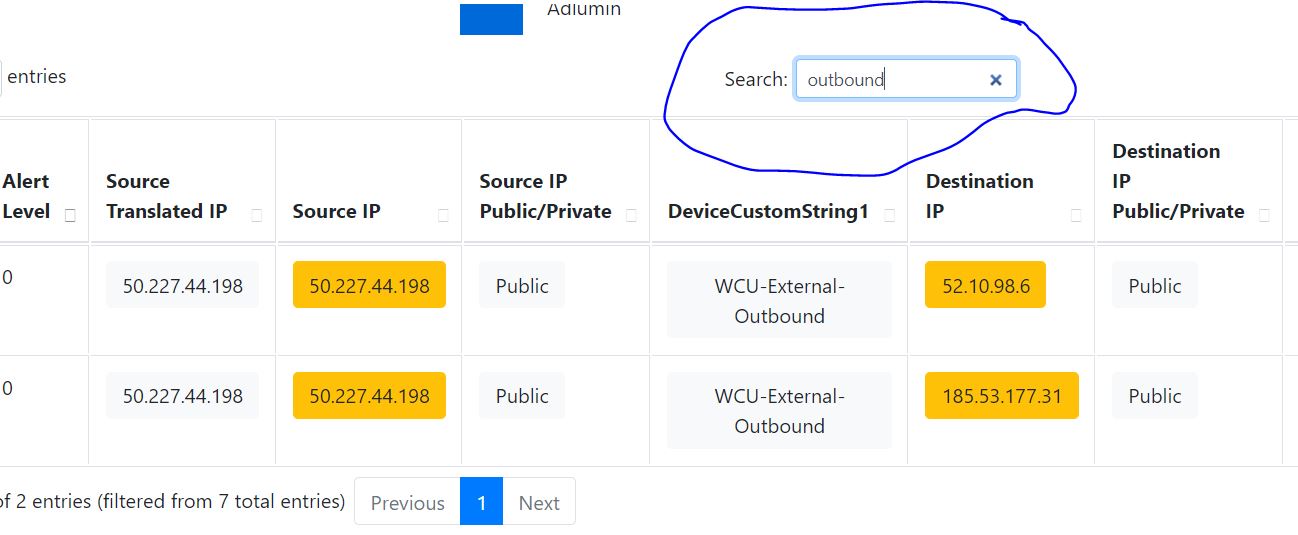 Adlumin
entries
Search: outbound
Alert Level
Source Translated IP
Source IP
Source IP Public/Private
DeviceCustomString1
Destination IP
Destination IP Public/Private
0
50.227.44.198
50.227.44.198
Public
WCU-External-
Outbound
52.10.98.6
Public
0
50.227.44.198
50.227.44.198
Public
WCU-External-
Outbound
185.53.177.31
Public
of 2 entries (filtered from 7 total entries)
Previous
1
Next